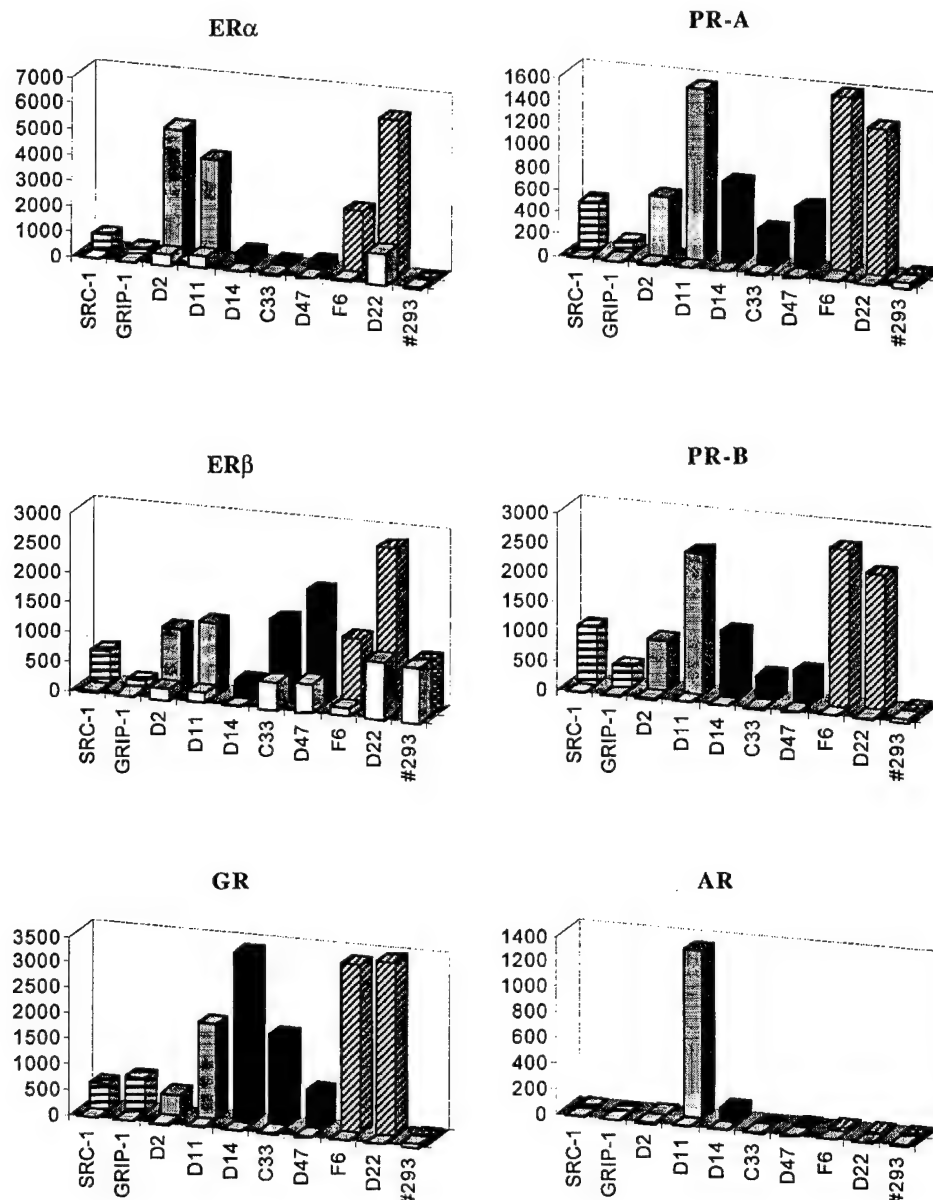 ERα
7000
6000
5000
4000
3000
2000
1000
0
SRC-1
GRIP-1
D2
D11
D14
C33
D47
F6
D22
#293
PR-A
1600
1400
1200
1000
800
600
400
200
0
SRC-1
GRIP-1
D2
D11
D14
C33
D47
F6
D22
#293
ERβ
3000
2500
2000
1500
1000
500
0
SRC-1
GRIP-1
D2
D11
D14
C33
D47
F6
D22
#293
PR-B
3000
2500
2000
1500
1000
500
0
SRC-1
GRIP-1
D2
D11
D14
C33
D47
F6
D22
#293
GR
3500
3000
2500
2000
1500
1000
500
0
SRC-1
GRIP-1
D2
D11
D14
C33
D47
F6
D22
#293
AR
1400
1200
1000
800
600
400
200
0
SRC-1
GRIP-1
D2
D11
D14
C33
D47
F6
D22
#293